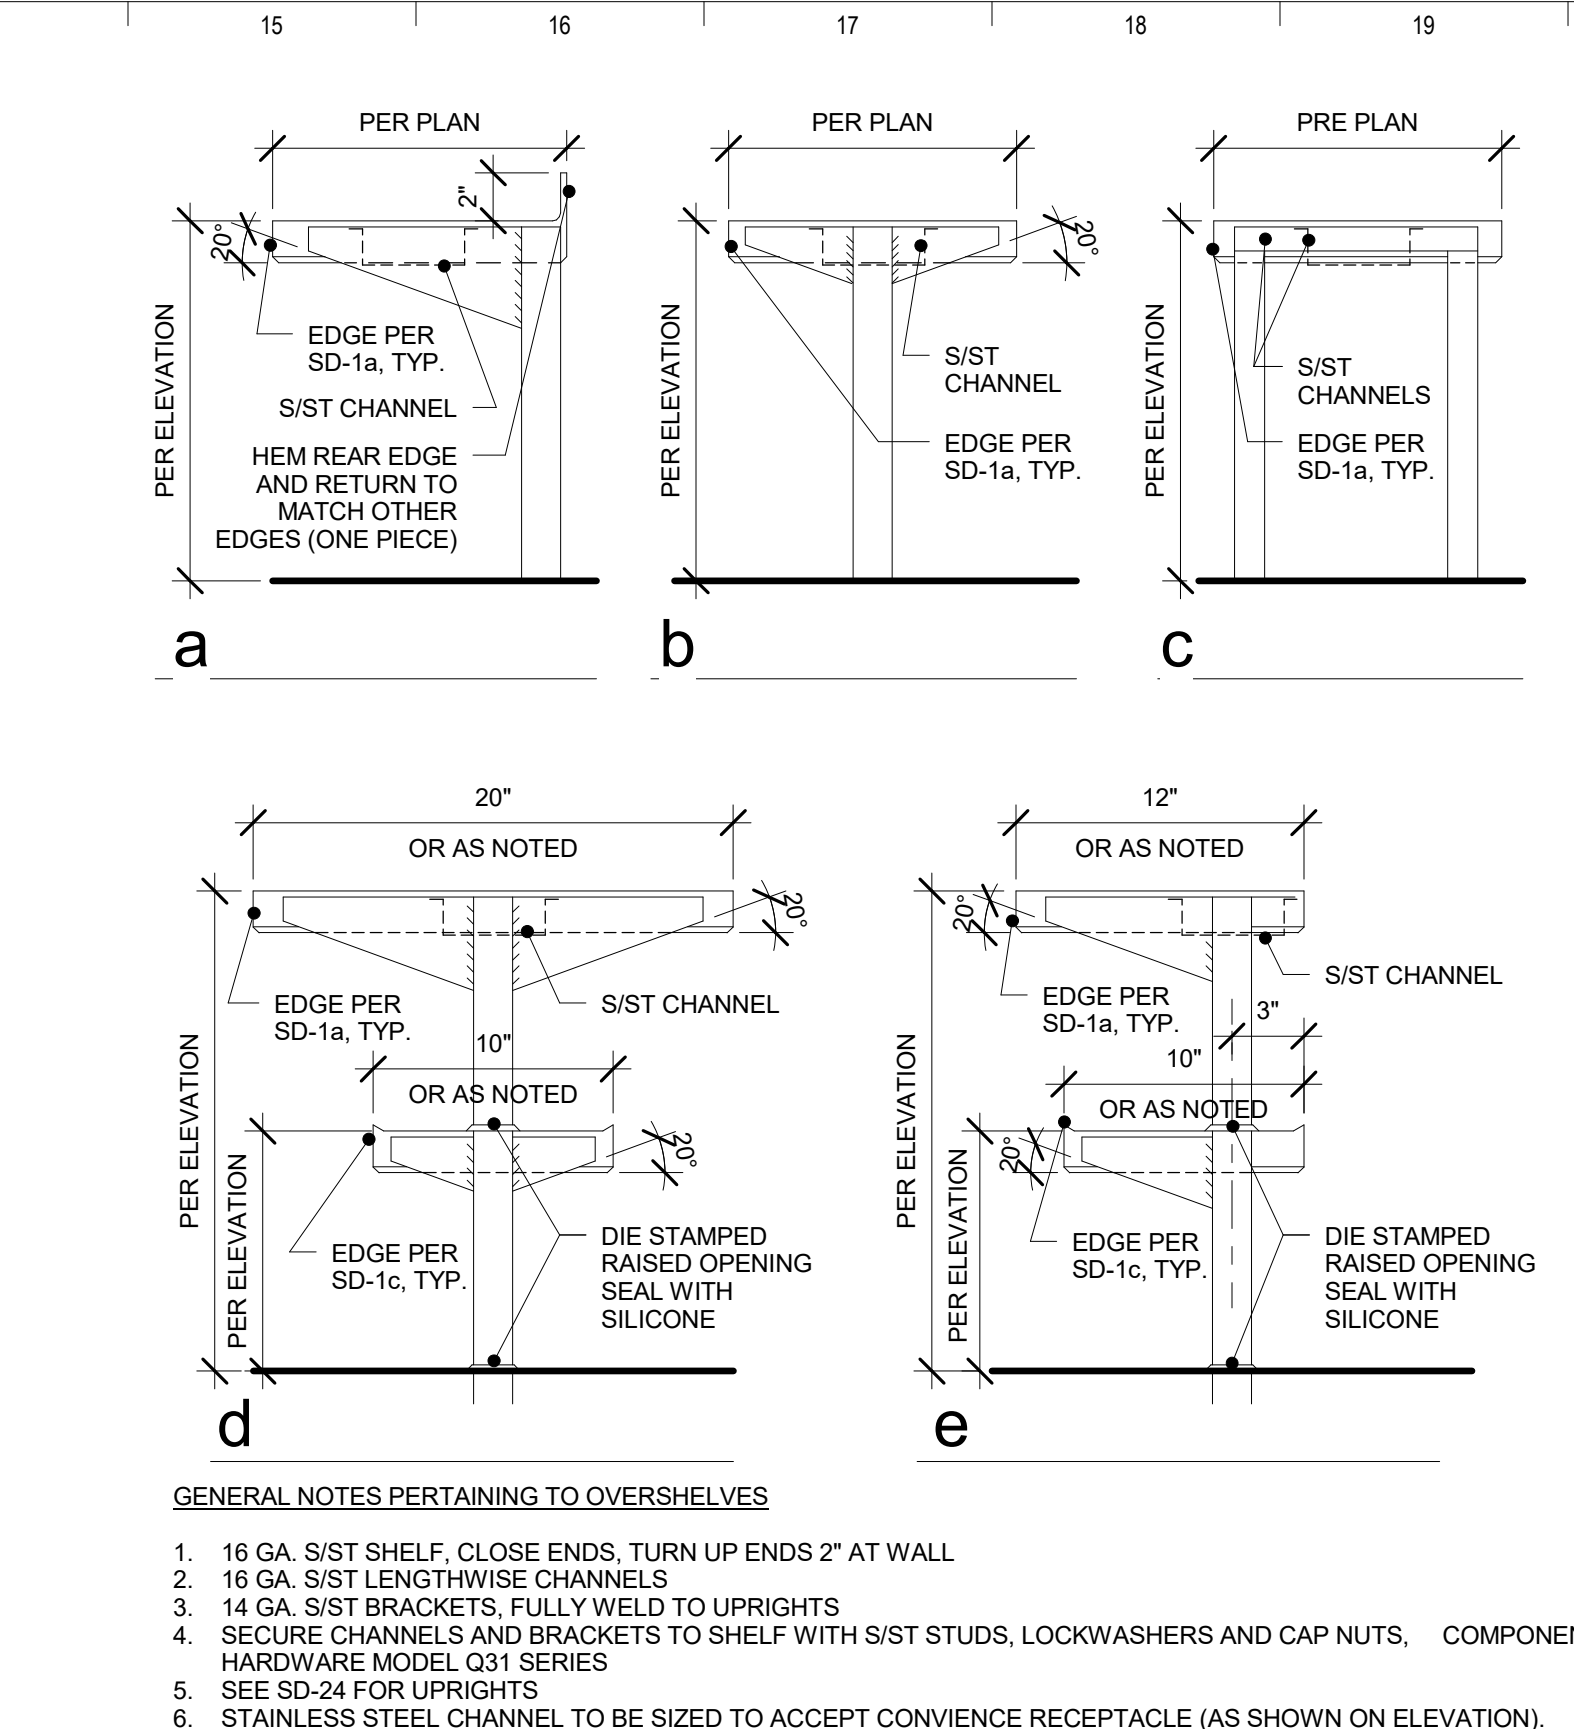 15 16 17 18 19
PER PLAN
2"
20°
PER ELEVATION
EDGE PER
SD-1a, TYP.
S/ST CHANNEL
HEM REAR EDGE
AND RETURN TO
MATCH OTHER
EDGES (ONE PIECE)
a
PER PLAN
20°
PER ELEVATION
S/ST
CHANNEL
EDGE PER
SD-1a, TYP.
b
PRE PLAN
PER ELEVATION
S/ST
CHANNELS
EDGE PER
SD-1a, TYP.
c
20"
OR AS NOTED
20°
EDGE PER
SD-1a, TYP.
S/ST CHANNEL
10"
OR AS NOTED
20°
PER ELEVATION
PER ELEVATION
EDGE PER
SD-1c, TYP.
DIE STAMPED
RAISED OPENING
SEAL WITH
SILICONE
d
12"
OR AS NOTED
20°
S/ST CHANNEL
EDGE PER
SD-1a, TYP.
3"
10"
OR AS NOTED
20°
PER ELEVATION
PER ELEVATION
EDGE PER
SD-1c, TYP.
DIE STAMPED
RAISED OPENING
SEAL WITH
SILICONE
e
GENERAL NOTES PERTAINING TO OVERSHELVES
1. 16 GA. S/ST SHELF, CLOSE ENDS, TURN UP ENDS 2" AT WALL
2. 16 GA. S/ST LENGTHWISE CHANNELS
3. 14 GA. S/ST BRACKETS, FULLY WELD TO UPRIGHTS
4. SECURE CHANNELS AND BRACKETS TO SHELF WITH S/ST STUDS, LOCKWASHERS AND CAP NUTS,
HARDWARE MODEL Q31 SERIES
5. SEE SD-24 FOR UPRIGHTS
6. STAINLESS STEEL CHANNEL TO BE SIZED TO ACCEPT CONVIENCE RECEPTACLE (AS SHOWN ON ELEVATION).